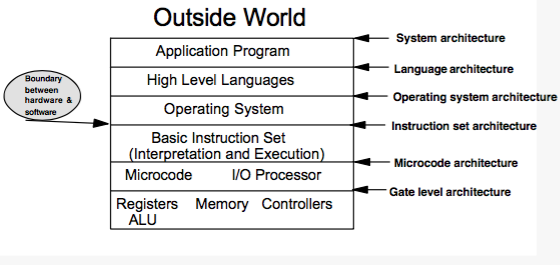 Outside World
Application Program
High Level Languages
Operating System
Basic Instruction Set
(Interpretation and Execution)
Microcode I/O Processor
Registers Memory Controllers
ALU
Boundary
between
hardware &
software
System architecture
Language architecture
Operating system architecture
Instruction set architecture
Microcode architecture
Gate level architecture